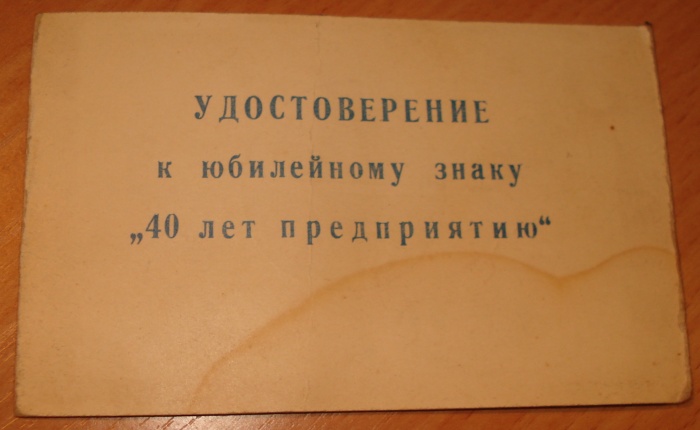 УДОСТОВЕРЕНИЕ
к юбилейному знаку
„40 лет предприятию“